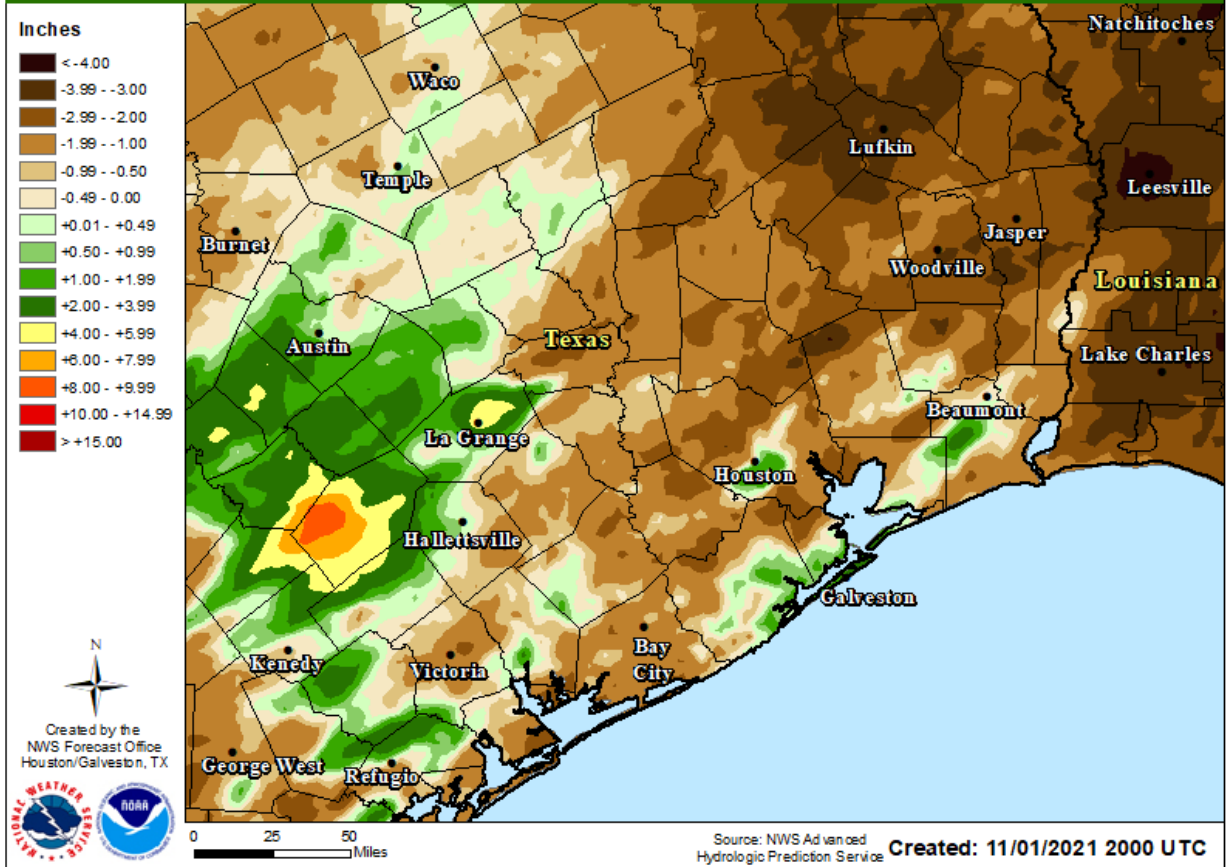 Inches
< -4.00
-3.99 - -3.00
-2.99 - -2.00
-1.99 - -1.00
-0.99 - -0.50
-0.49 - 0.00
+0.01 - +0.49
+0.50 - +0.99
+1.00 - +1.99
+2.00 - +3.99
+4.00 - +5.99
+6.00 - +7.99
+8.00 - +9.99
+10.00 - +14.99
> +15.00
N
Created by the
NWS Forecast Office
Houston/Galveston, TX
NATIONAL WEATHER SERVICE
NOAA
Natchitoches
Waco
Lufkin
Temple
Leesville
Burnet
Jasper
Woodville
Louisiana
Austin
Texas
Lake Charles
Beaumont
La Grange
Houston
Hallettsville
Galveston
Bay
City
Kenedy
Victoria
George West
Refugio
0 25 50
Miles
Source: NWS Advanced
Hydrologic Prediction Service
Created: 11/01/2021 2000 UTC